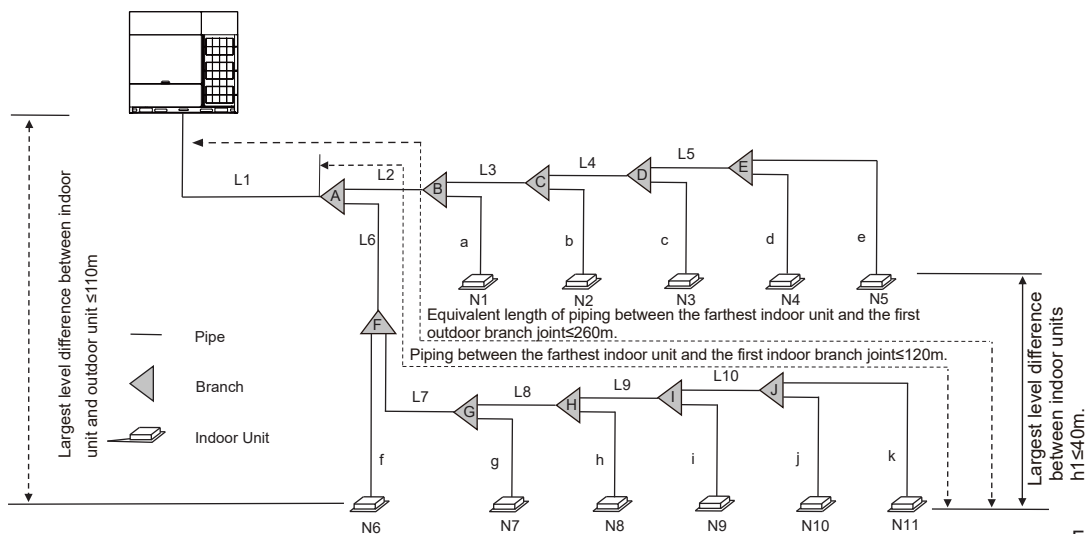 Largest level difference between indoor
unit and outdoor unit ≤110m
L1
A
L2
B
L3
C
L4
D
L5
E
L6
a
b
c
d
e
N1
N2
N3
N4
N5
F
Equivalent length of piping between the farthest indoor unit and the first
outdoor branch joint≤260m.
Piping between the farthest indoor unit and the first indoor branch joint≤120m.
Pipe
Branch
Indoor Unit
L7
G
L8
H
L9
I
L10
J
f
g
h
i
j
k
N6
N7
N8
N9
N10
N11
Largest level difference
between indoor units
h1≤40m.